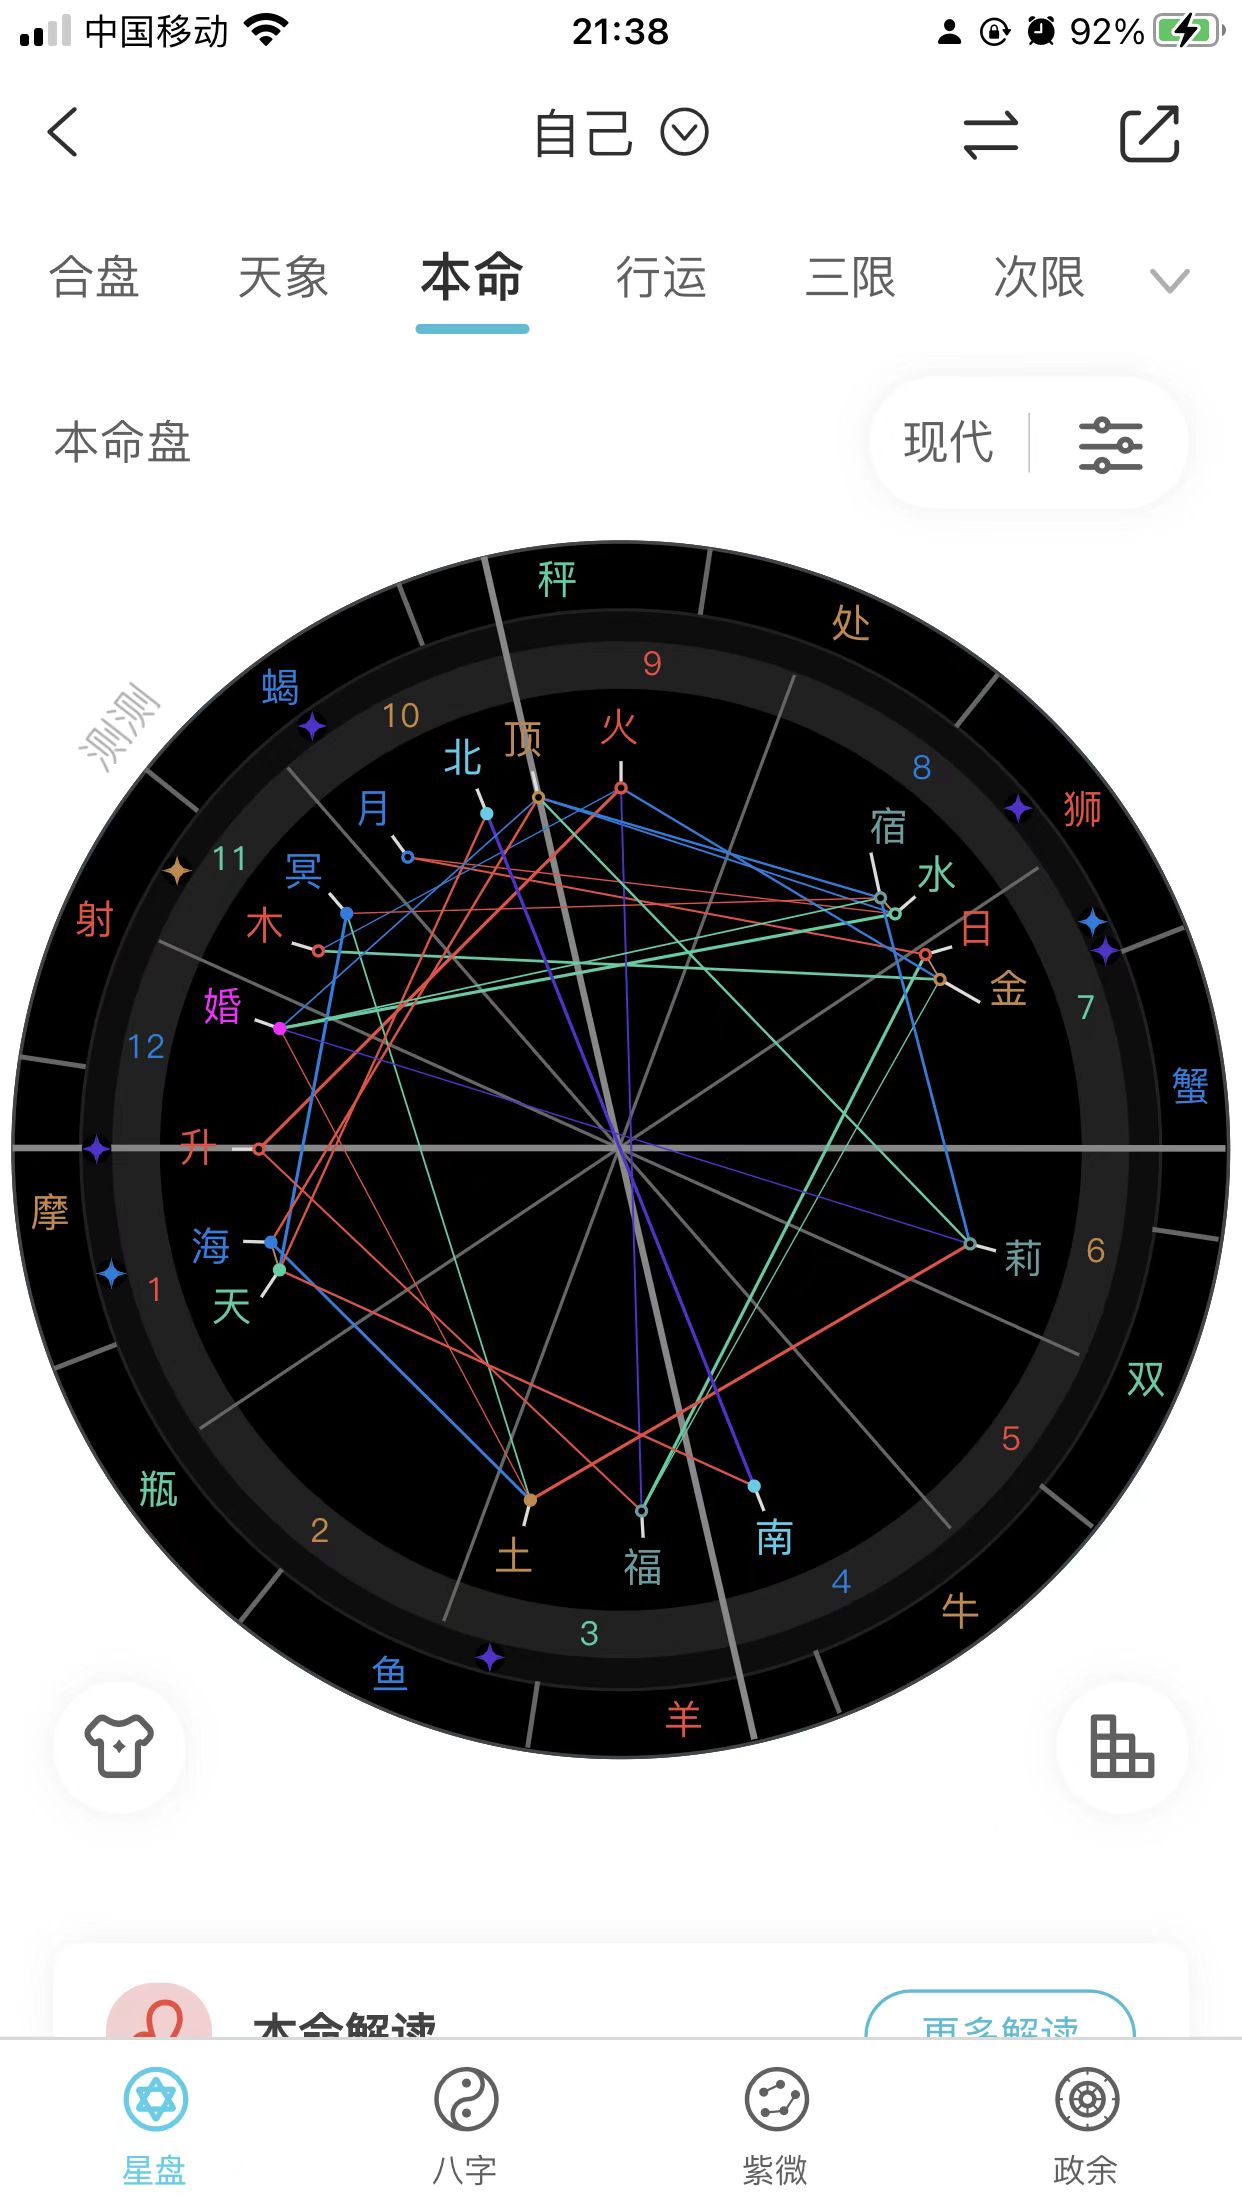 中国移动 21:38 92%
自己
合盘 天象 本命 行运 三限 次限
本命盘 现代
测测
秤
处
蝎
9
10
狮
8
北 顶 火
月 宿
冥 水
11
射 木 日
婚 金
12 7
蟹
升
摩
海 莉 6
1
天
双
瓶
5
2
土 福 南
4
牛
3
鱼
羊
本命解读 更多解读
星盘 八字 紫微 政余